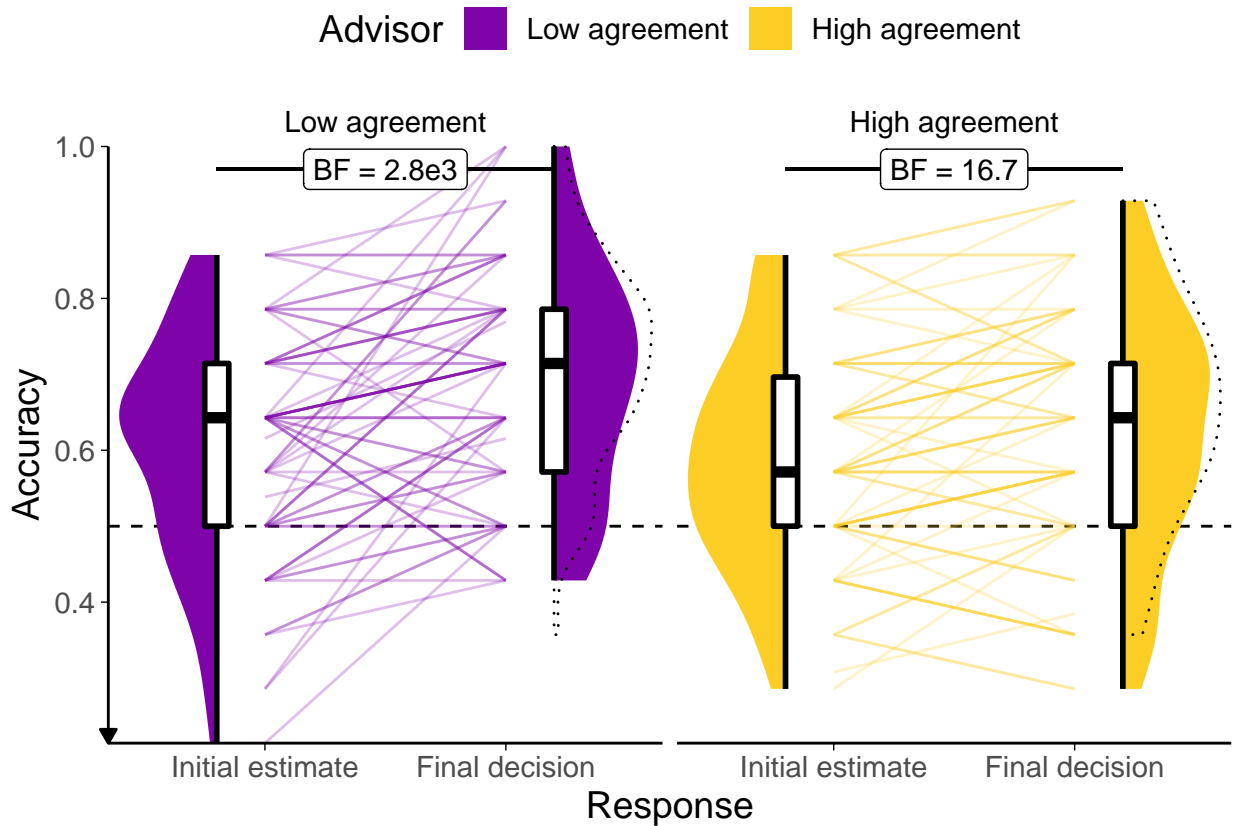 Advisor Low agreement High agreement
Low agreement High agreement
BF = 2.8e3 BF = 16.7
1.0
0.8
0.6
0.4
Accuracy
Initial estimate Final decision Initial estimate Final decision
Response